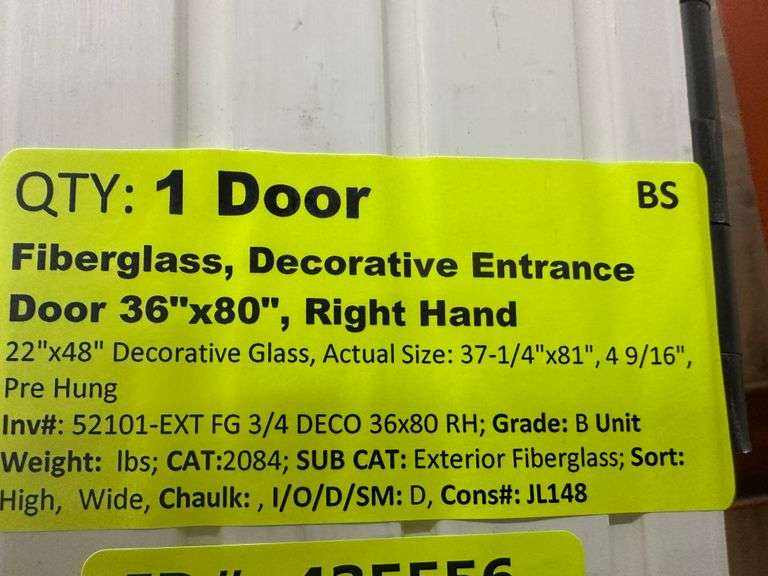 QTY: 1 Door
BS
Fiberglass, Decorative Entrance
Door 36"x80", Right Hand
22"x48" Decorative Glass, Actual Size: 37-1/4"x81", 4 9/16",
Pre Hung
Inv#: 52101-EXT FG 3/4 DECO 36x80 RH; Grade: B Unit
Weight: lbs; CAT:2084; SUB CAT: Exterior Fiberglass; Sort:
High, Wide, Chaulk: , I/O/D/SM: D, Cons#: JL148